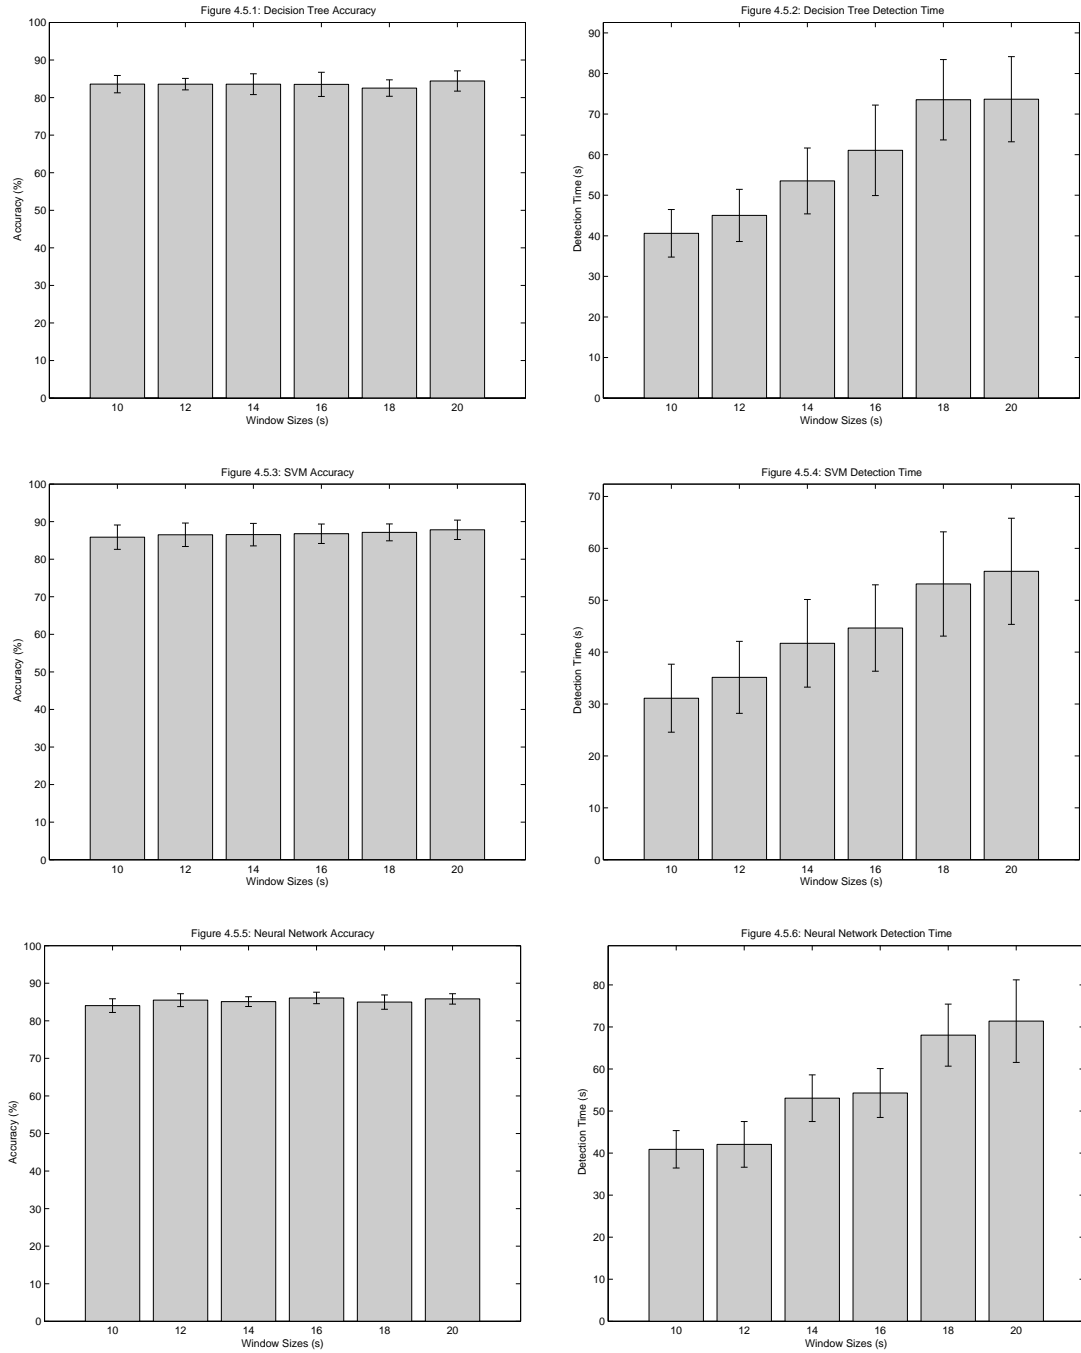 Figure 4.5.1: Decision Tree Accuracy
100
90
80
70
60
50
40
30
20
10
0
Accuracy (%)
10 12 14 16 18 20
Window Sizes (s)
Figure 4.5.2: Decision Tree Detection Time
90
80
70
60
50
40
30
20
10
0
Detection Time (s)
10 12 14 16 18 20
Window Sizes (s)
Figure 4.5.3: SVM Accuracy
100
90
80
70
60
50
40
30
20
10
0
Accuracy (%)
10 12 14 16 18 20
Window Sizes (s)
Figure 4.5.4: SVM Detection Time
70
60
50
40
30
20
10
0
Detection Time (s)
10 12 14 16 18 20
Window Sizes (s)
Figure 4.5.5: Neural Network Accuracy
100
90
80
70
60
50
40
30
20
10
0
Accuracy (%)
10 12 14 16 18 20
Window Sizes (s)
Figure 4.5.6: Neural Network Detection Time
80
70
60
50
40
30
20
10
0
Detection Time (s)
10 12 14 16 18 20
Window Sizes (s)